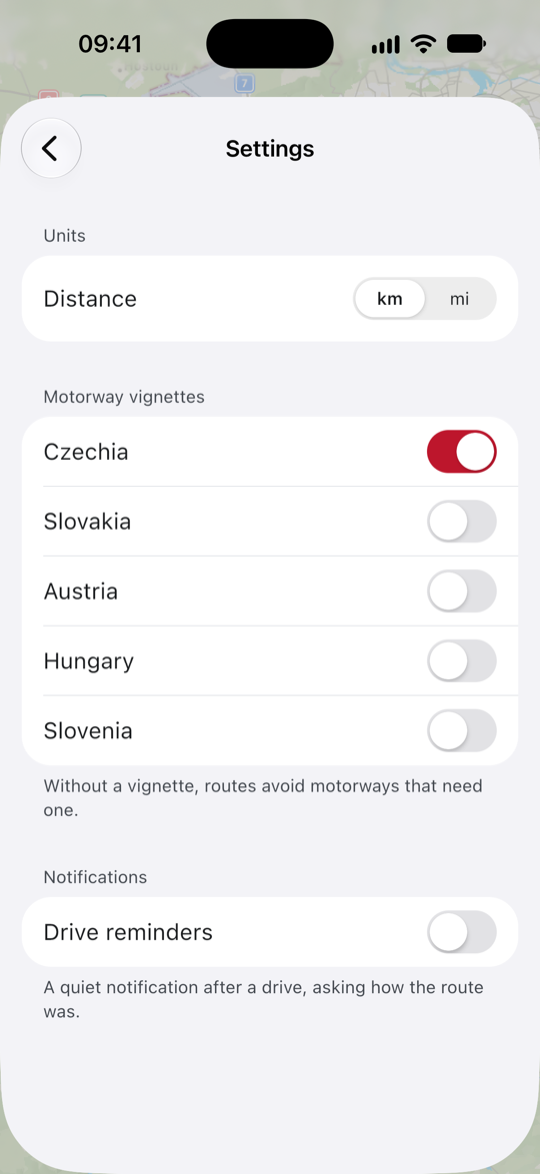 09:41
7
Settings
Units
Distance
km
mi
Motorway vignettes
Czechia
Slovakia
Austria
Hungary
Slovenia
Without a vignette, routes avoid motorways that need
one.
Notifications
Drive reminders
A quiet notification after a drive, asking how the route
was.